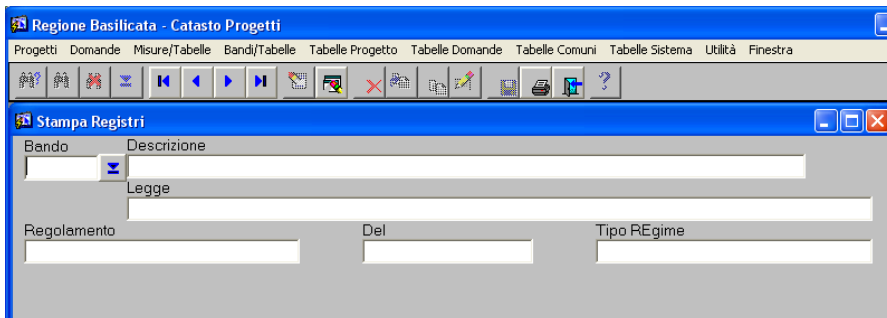 Regione Basilicata - Catasto Progetti
Progetti Domande Misure/Tabelle Bandi/Tabelle Tabelle Progetto Tabelle Domande Tabelle Comuni Tabelle Sistema Utilità Finestra
Stampa Registri
Bando Descrizione
Legge
Regolamento Del Tipo REgime